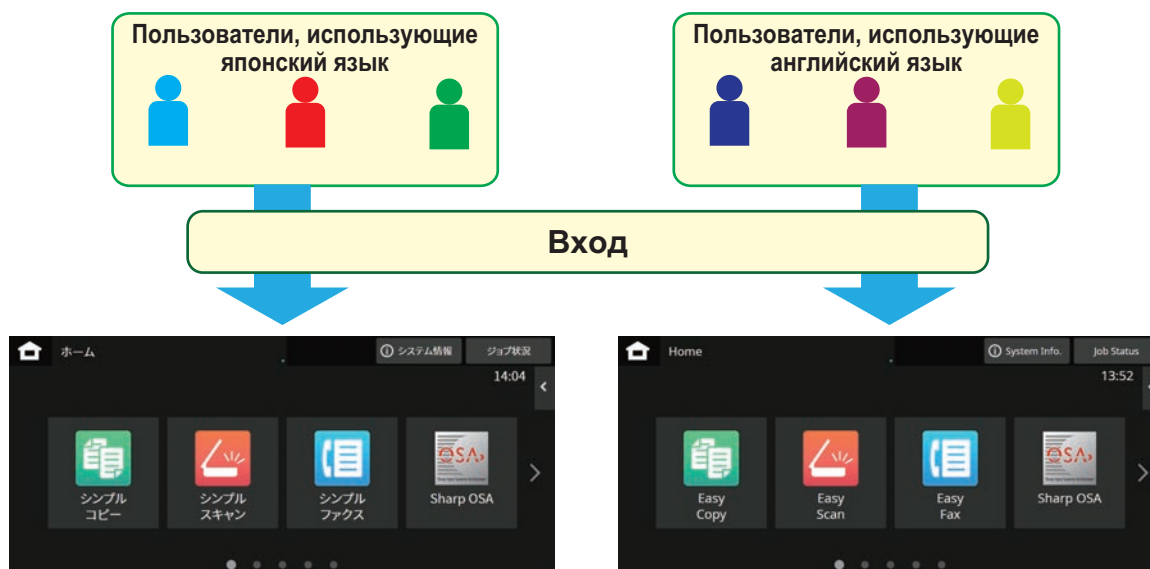 Пользователи, использующие
японский язык
Пользователи, использующие
английский язык
Вход
ホーム
システム情報
ジョブ状況
14:04
シンプル
コピー
シンプル
スキャン
シンプル
ファクス
OSA
Sharp OSA
Home
System Info.
Job Status
13:52
Easy
Copy
Easy
Scan
Easy
Fax
OSA
Sharp OSA